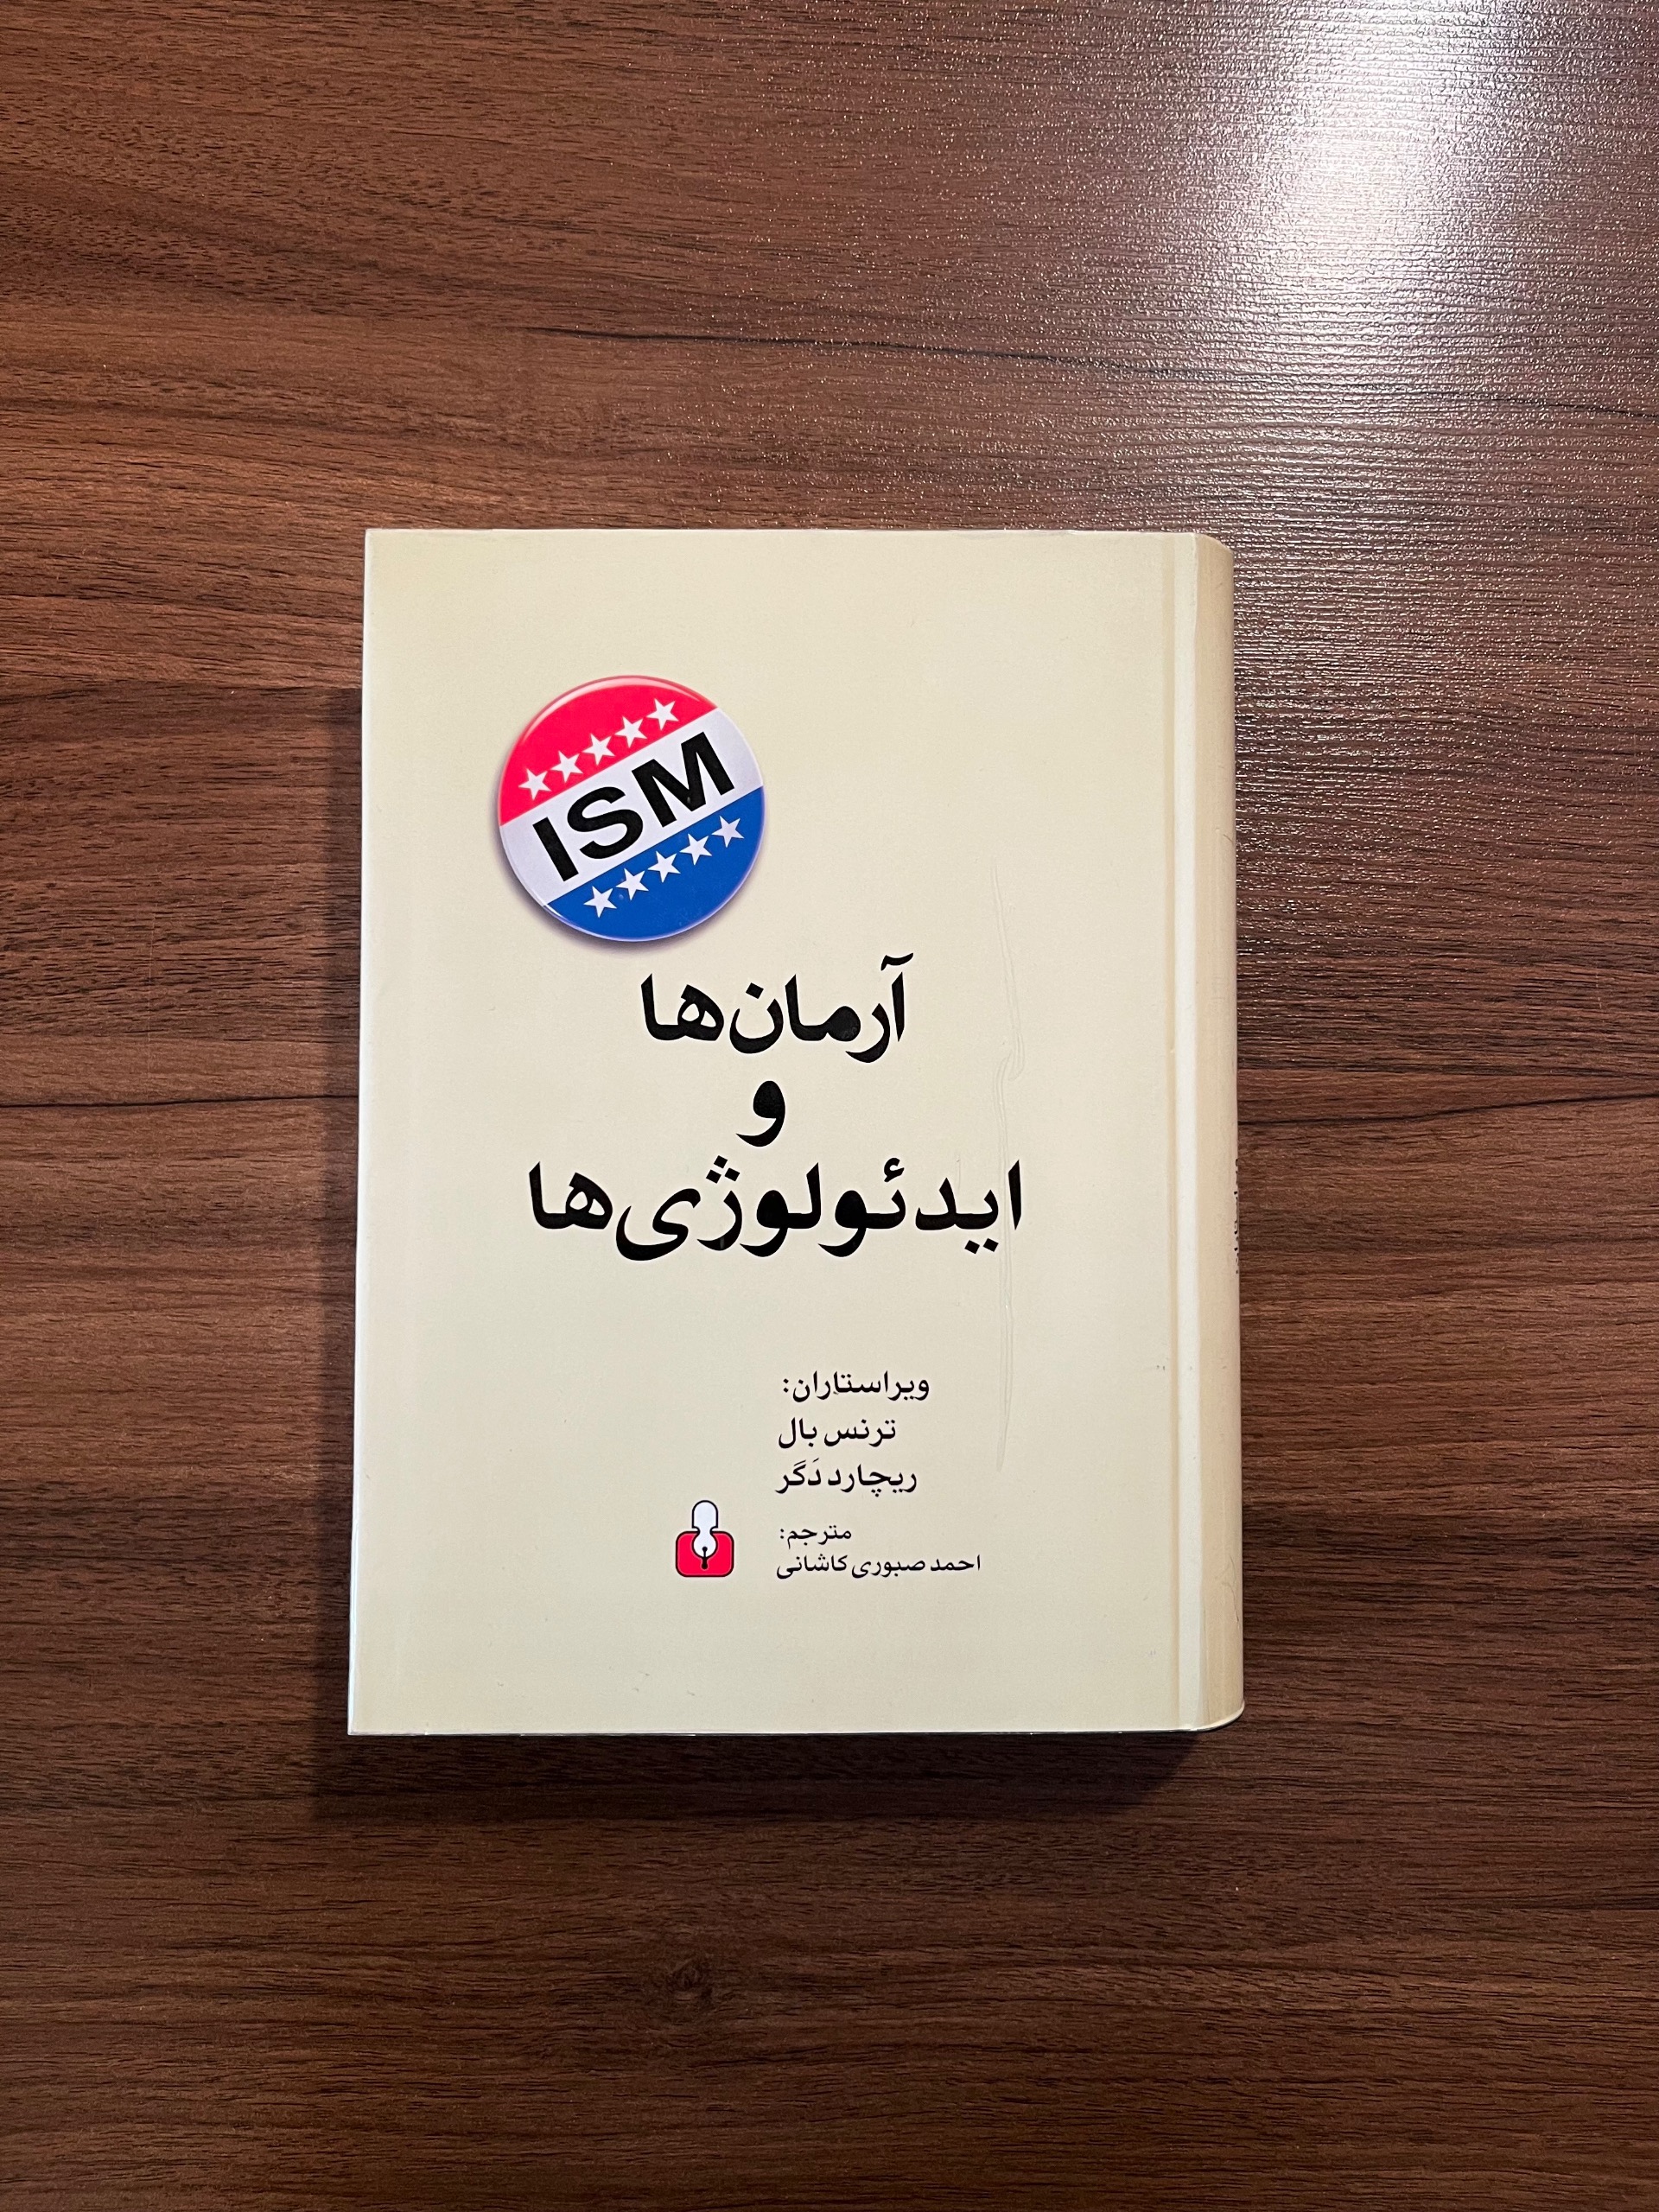 ISM
آرمان‌ها
و
ایدئولوژی‌ها
ویراستاران:
ترنس بال
ریچارد دَگر
مترجم:
احمد صبوری کاشانی